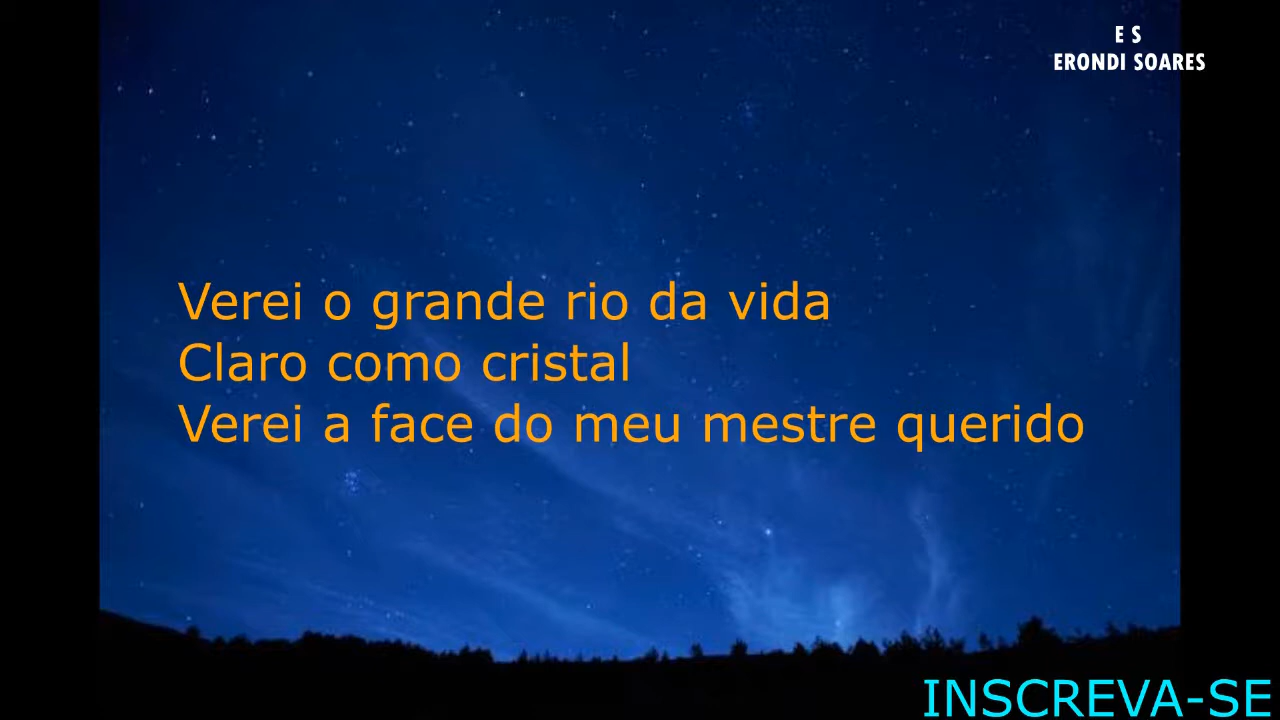 E S
ERONDI SOARES
Verei o grande rio da vida
Claro como cristal
Verei a face do meu mestre querido
INSCREVA-SE